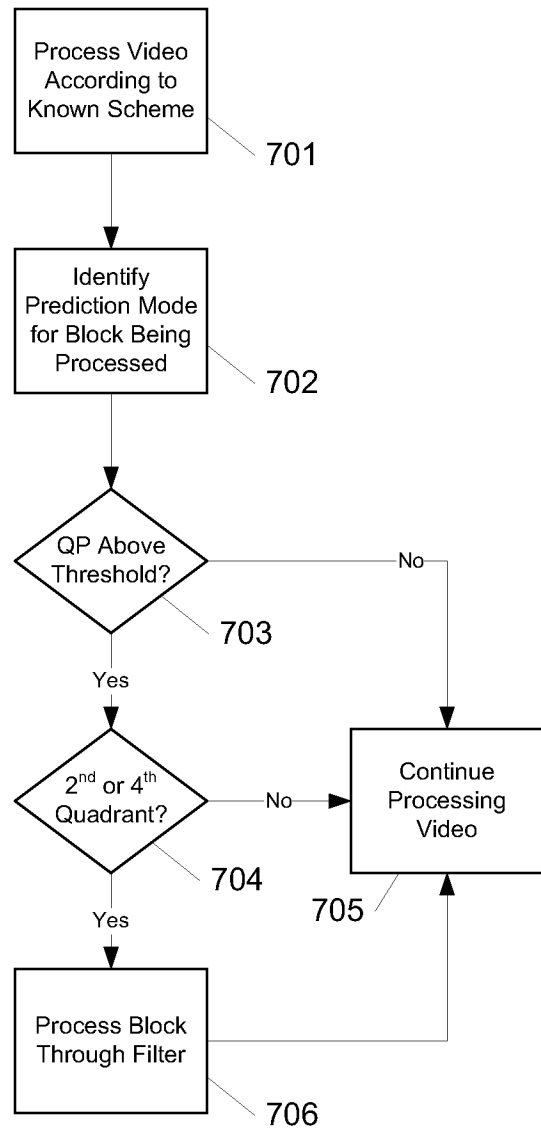 Process Video
According to
Known Scheme
701
Identify
Prediction Mode
for Block Being
Processed
702
QP Above
Threshold?
703
No
Yes
2nd or 4th
Quadrant?
704
No
Continue
Processing
Video
705
Yes
Process Block
Through Filter
706